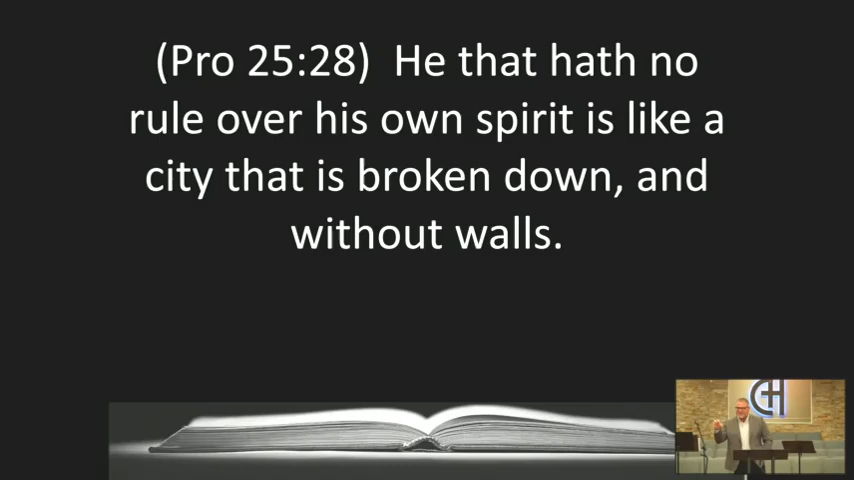 (Pro 25:28)  He that hath no
rule over his own spirit is like a
city that is broken down, and
without walls.
CH